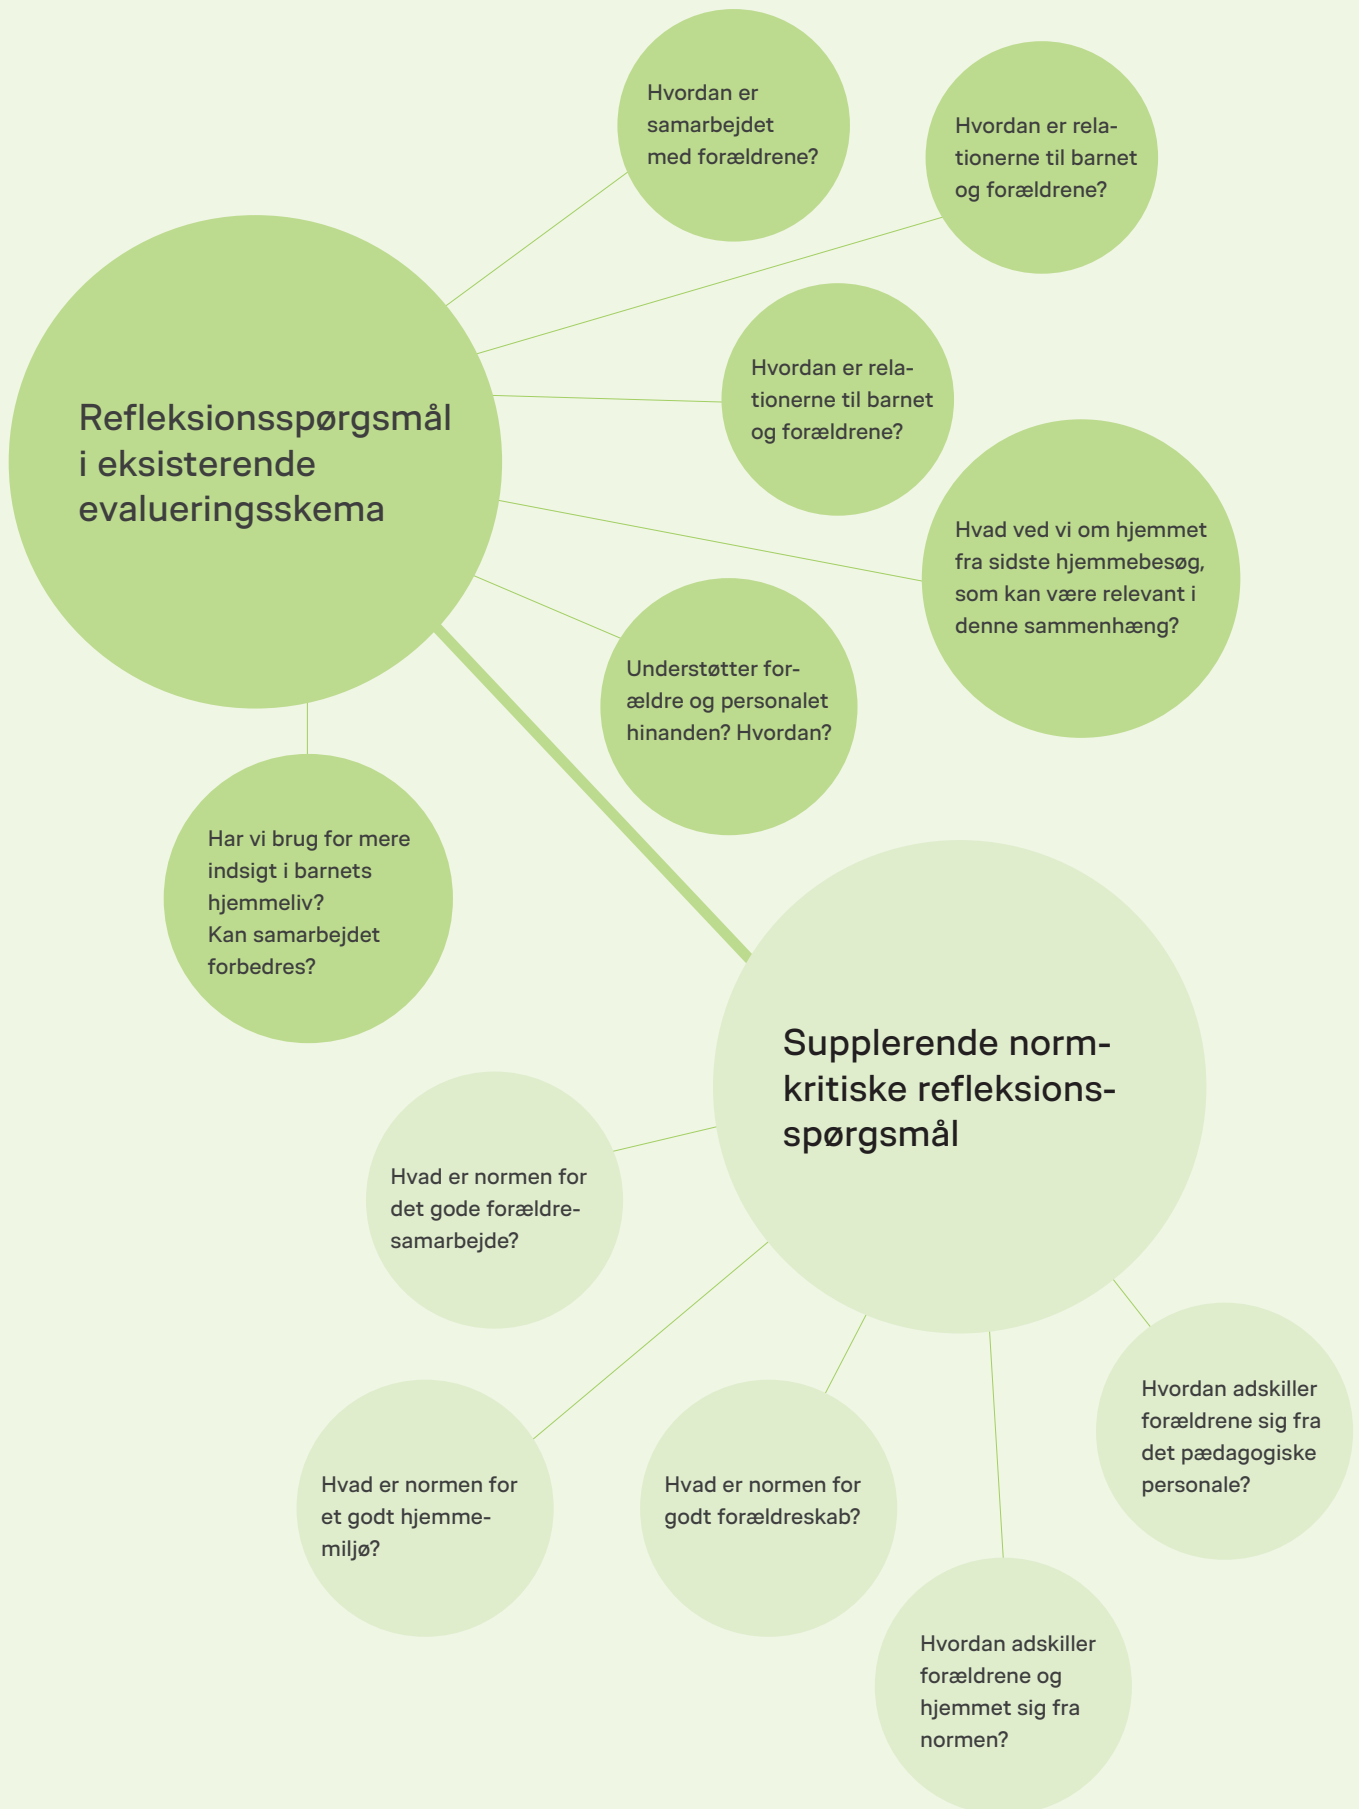 Hvordan er
samarbejdet
med forældrene?
Hvordan er rela-
tionerne til barnet
og forældrene?
Hvordan er rela-
tionerne til barnet
og forældrene?
Refleksionsspørgsmål
i eksisterende
evalueringsskema
Hvad ved vi om hjemmet
fra sidste hjemmebesøg,
som kan være relevant i
denne sammenhæng?
Understøtter for-
ældre og personalet
hinanden? Hvordan?
Har vi brug for mere
indsigt i barnets
hjemmeliv?
Kan samarbejdet
forbedres?
Supplerende norm-
kritiske refleksions-
spørgsmål
Hvad er normen for
det gode forældre-
samarbejde?
Hvad er normen for
et godt hjemme-
miljø?
Hvad er normen for
godt forældreskab?
Hvordan adskiller
forældrene sig fra
det pædagogiske
personale?
Hvordan adskiller
forældrene og
hjemmet sig fra
normen?